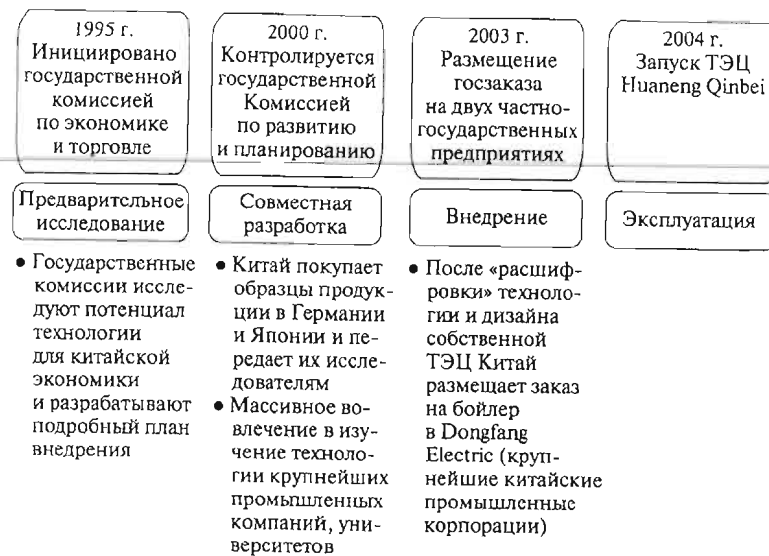 1995 г.
Инициировано
государственной
комиссией
по экономике
и торговле
2000 г.
Контролируется
государственной
Комиссией
по развитию
и планированию
2003 г.
Размещение
госзаказа
на двух частно-
государственных
предприятиях
2004 г.
Запуск ТЭЦ
Huaneng Qinbei
Предварительное
исследование
Совместная
разработка
Внедрение
Эксплуатация
• Государственные
комиссии иссле-
дуют потенциал
технологии
для китайской
экономики
и разрабатывают
подробный план
внедрения
• Китай покупает
образцы продук-
ции в Германии
и Японии и пе-
редает их иссле-
дователям
• Массивное во-
влечение в изу-
чение техноло-
гии крупнейших
промышленных
компаний, уни-
верситетов
• После «расшиф-
ровки» техноло-
гии и дизайна
собственной
ТЭЦ Китай
размещает заказ
на бойлер
в Dongfang
Electric (круп-
нейшие китайские
промышленные
корпорации)